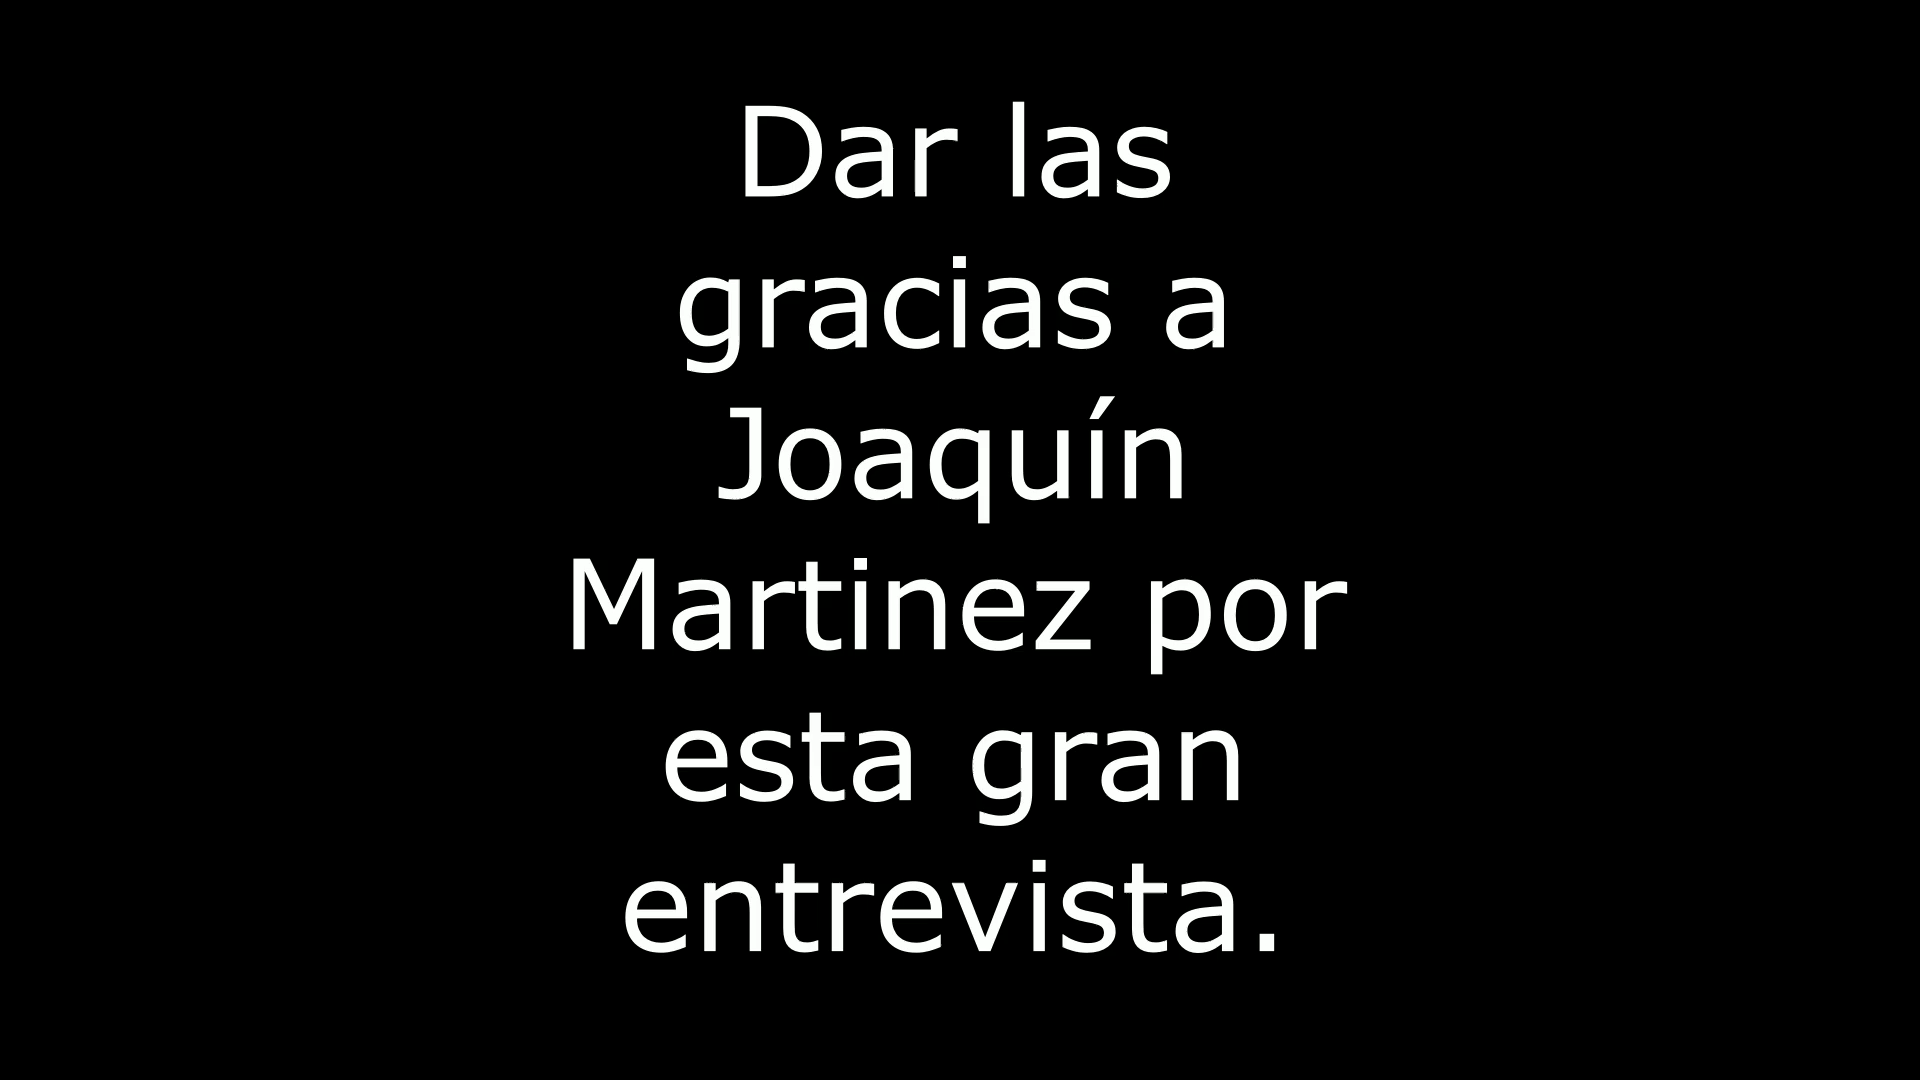 Dar las
gracias a
Joaquín
Martinez por
esta gran
entrevista.